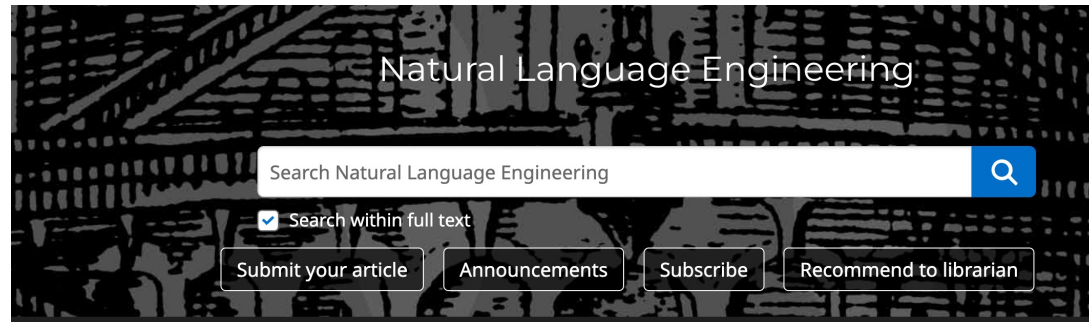 Natural Language Engineering
Search Natural Language Engineering
Search within full text
Submit your article Announcements Subscribe Recommend to librarian